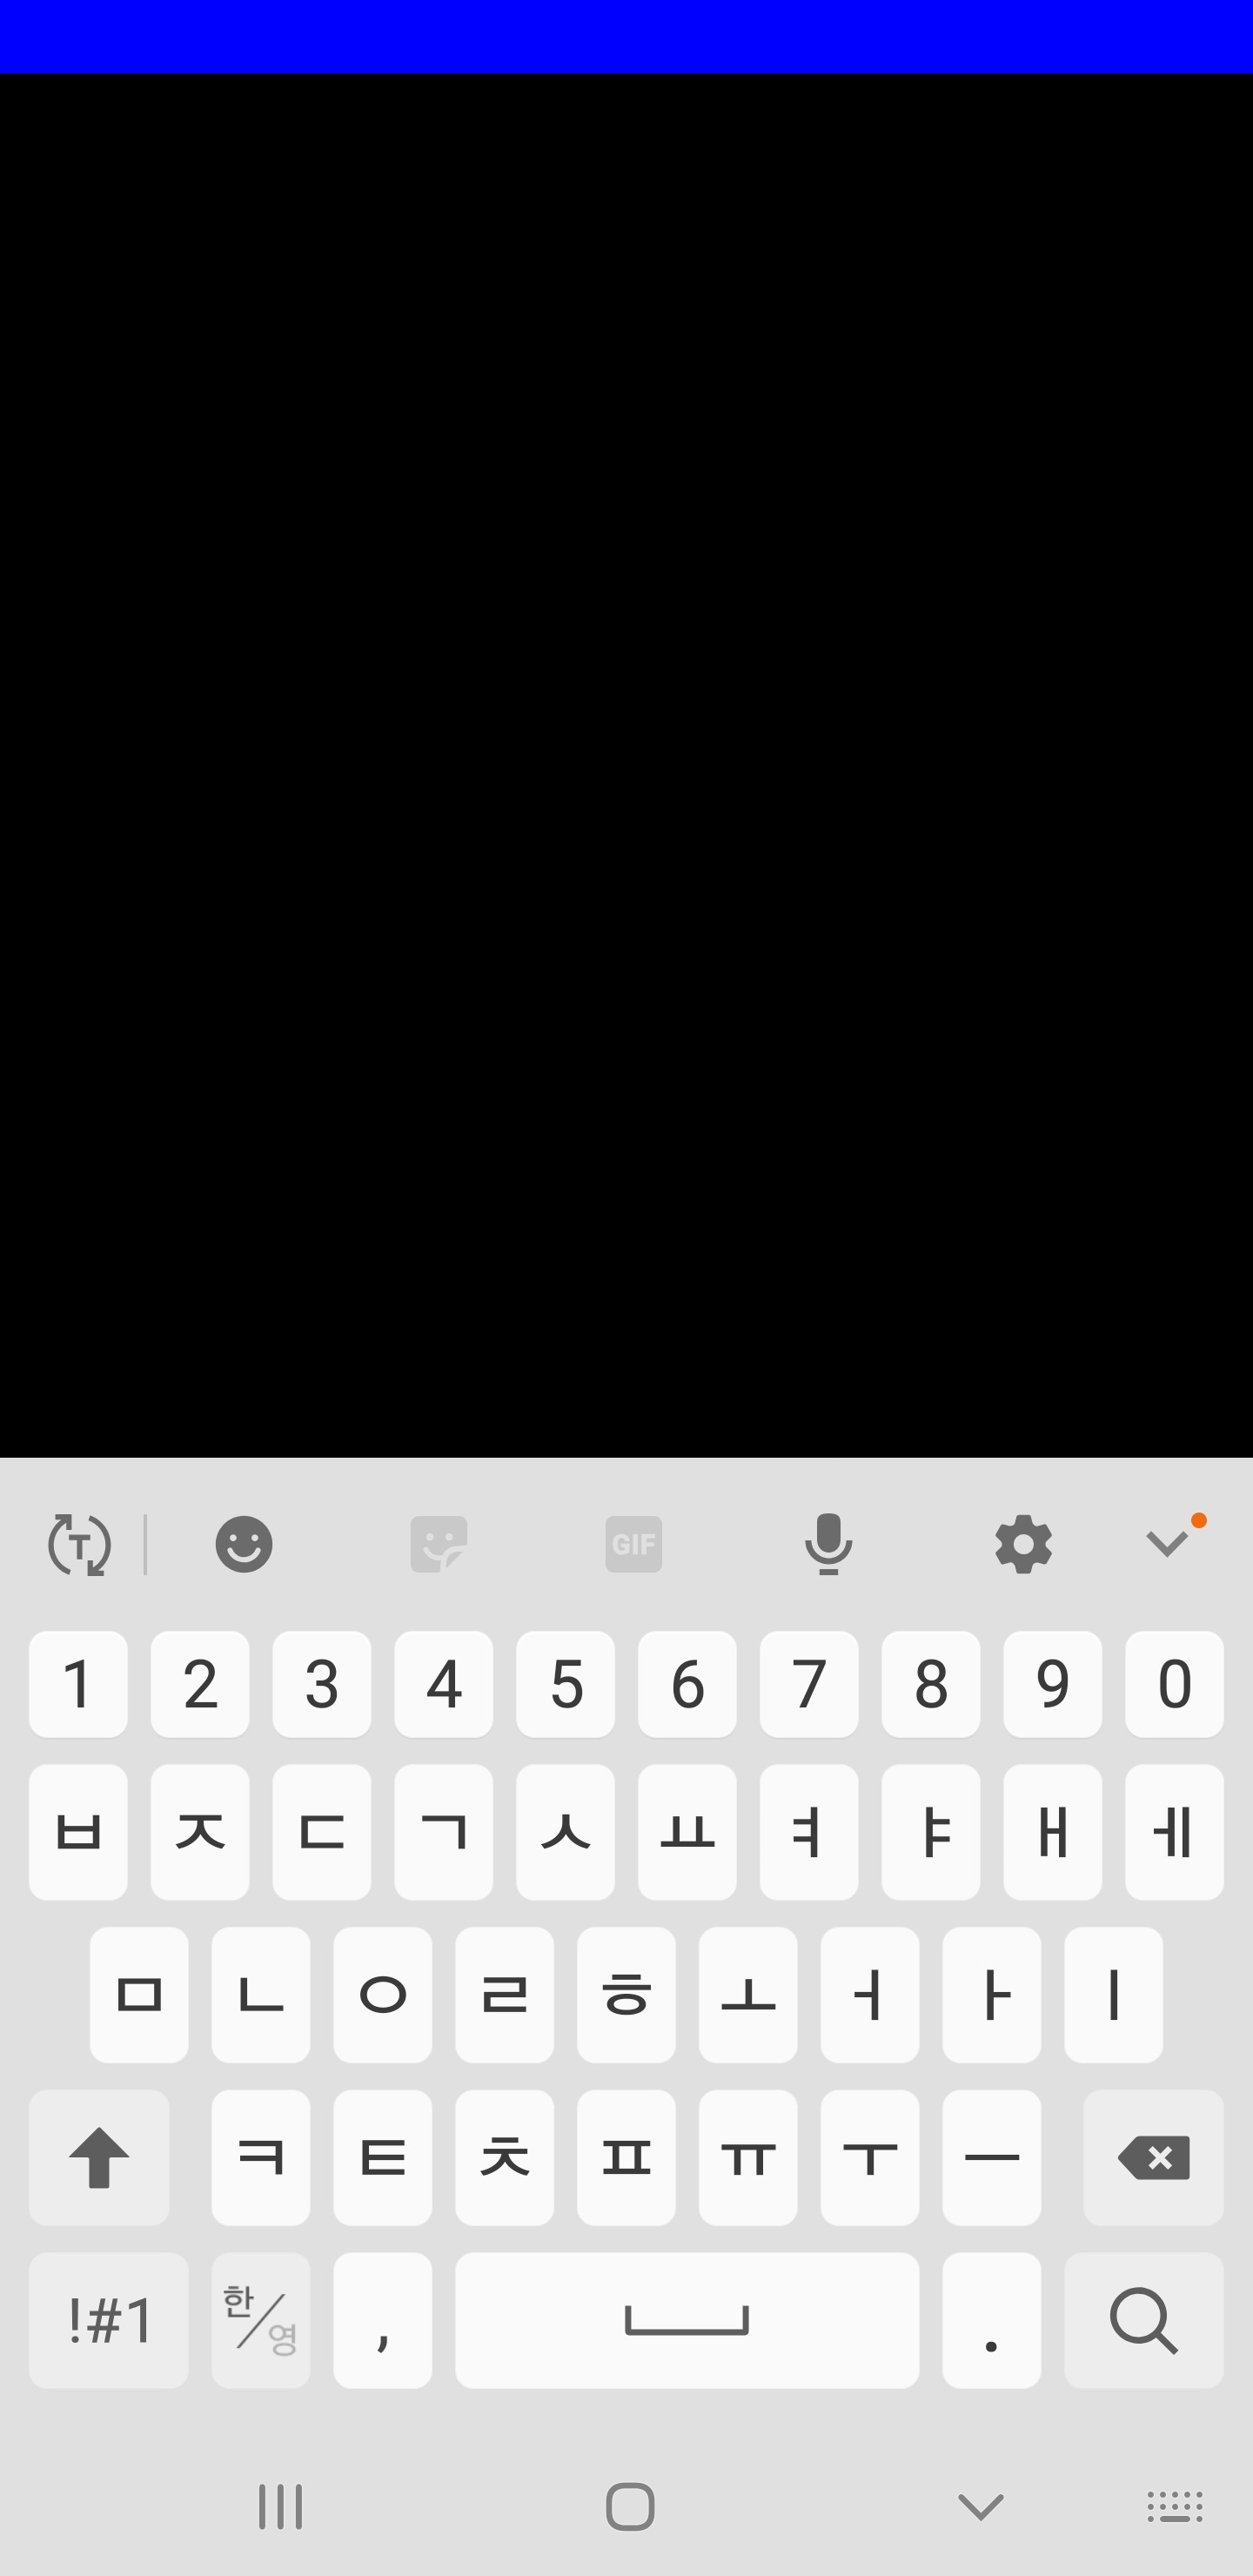 T GIF
1 2 3 4 5 6 7 8 9 0
ㅂ ㅈ ㄷ ㄱ ㅅ ㅛ ㅕ ㅑ ㅐ ㅔ
ㅁ ㄴ ㅇ ㄹ ㅎ ㅗ ㅓ ㅏ ㅣ
ㅋ ㅌ ㅊ ㅍ ㅠ ㅜ ㅡ
!#1 한/영 , .